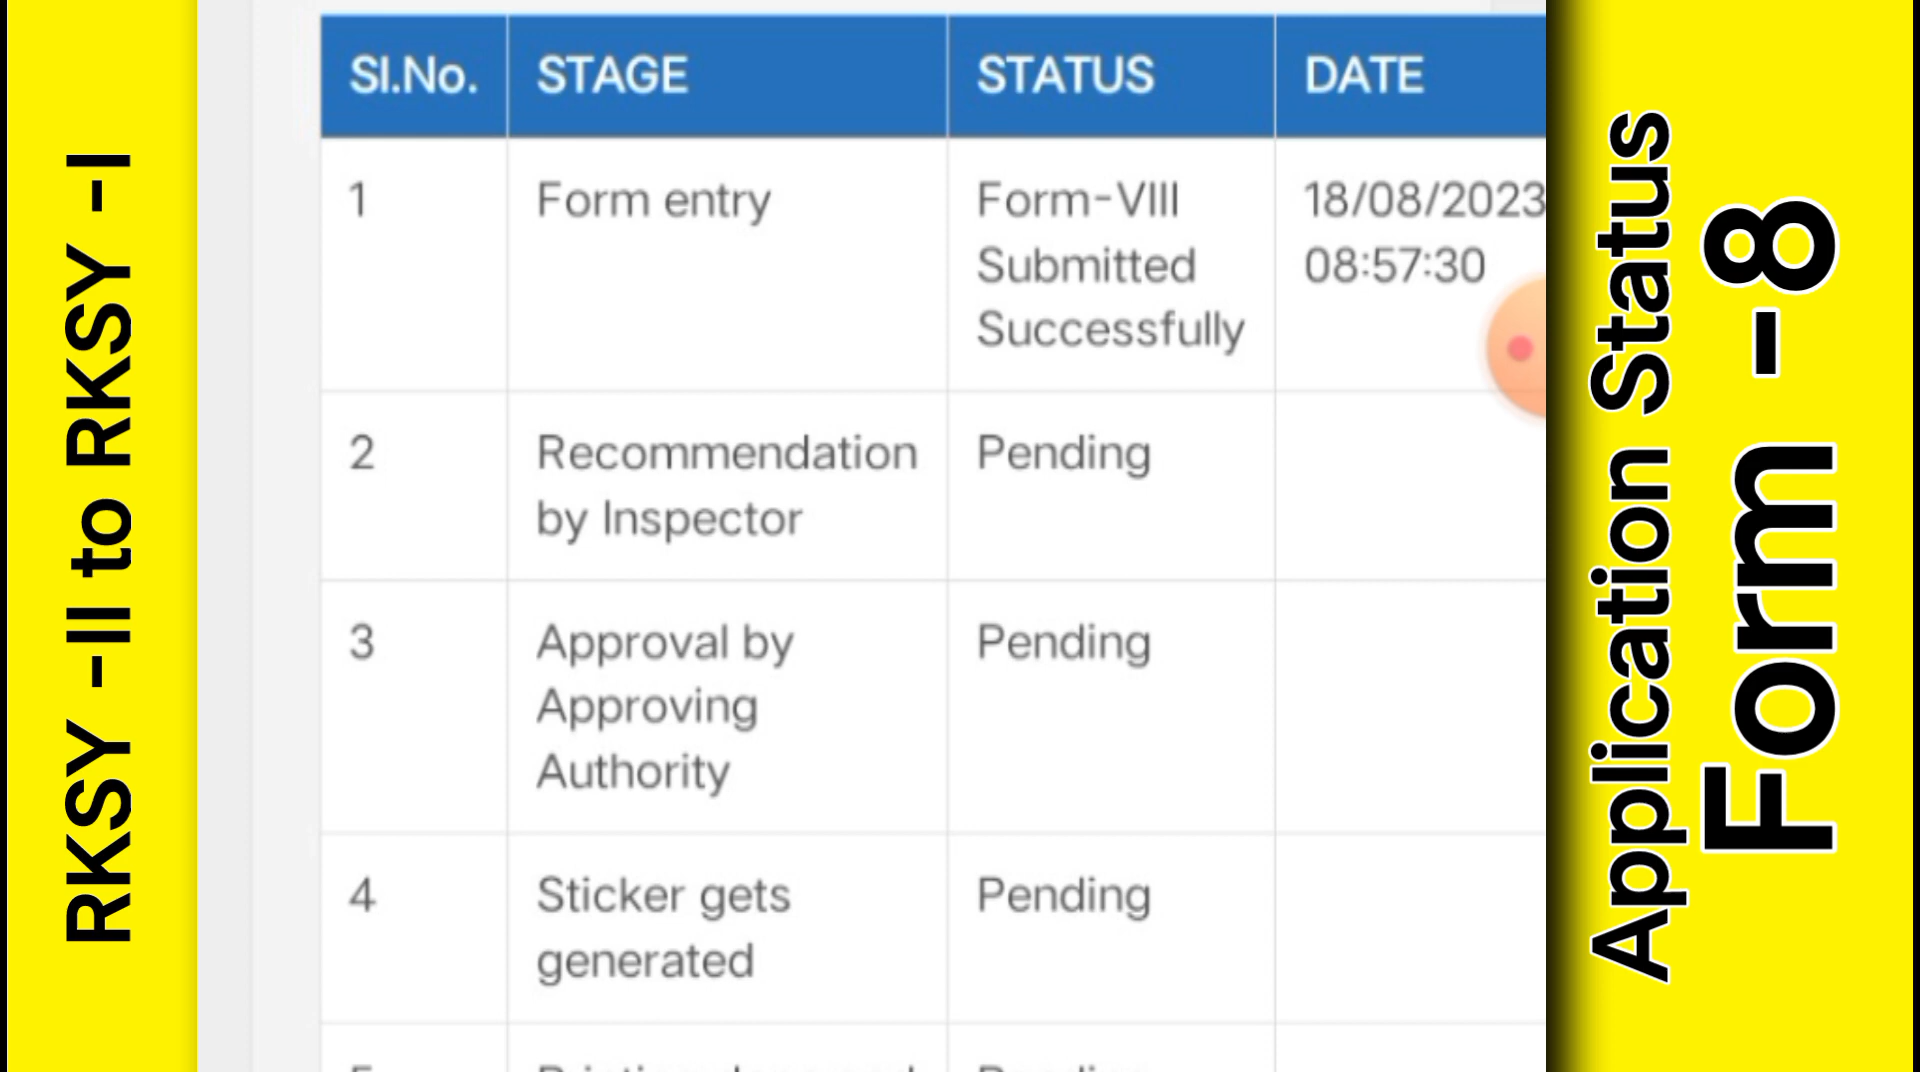 RKSY -II to RKSY -I
SI.No. STAGE STATUS DATE
1 Form entry Form-VIII Submitted Successfully 18/08/2023 08:57:30
2 Recommendation by Inspector Pending
3 Approval by Approving Authority Pending
4 Sticker gets generated Pending
Application Status
Form -8